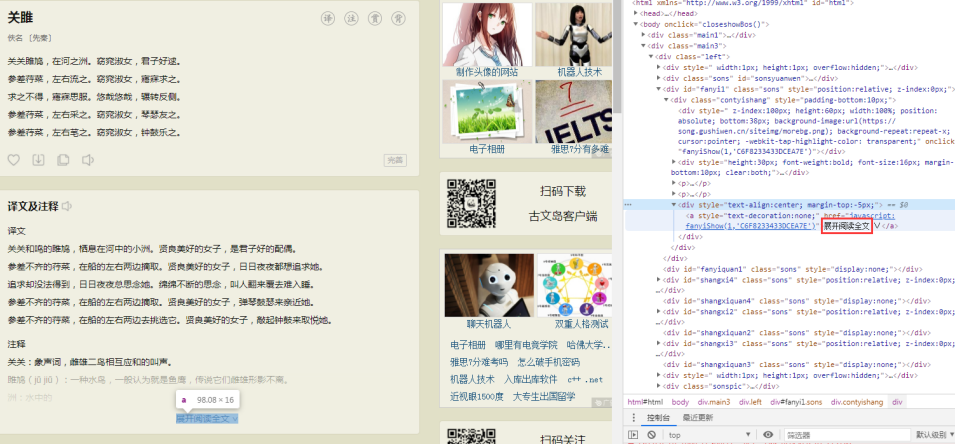 关雎
译 注 赏 背
佚名 [先秦]
关关雎鸠，在河之洲。窈窕淑女，君子好逑。
参差荇菜，左右流之。窈窕淑女，寤寐求之。
求之不得，寤寐思服。悠哉悠哉，辗转反侧。
参差荇菜，左右采之。窈窕淑女，琴瑟友之。
参差荇菜，左右芼之。窈窕淑女，钟鼓乐之。
完善
译文及注释
译文
关关和鸣的雎鸠，栖息在河中的小洲。贤良美好的女子，是君子好的配偶。
参差不齐的荇菜，在船的左右两边摘取。贤良美好的女子，日日夜夜都想追求她。
追求却没法得到，日日夜夜总思念她。绵绵不断的思念，叫人翻来覆去难入睡。
参差不齐的荇菜，在船的左右两边摘取。贤良美好的女子，弹琴鼓瑟来亲近她。
参差不齐的荇菜，在船的左右两边去挑选它。贤良美好的女子，敲起钟鼓来取悦她。
注释
关关：象声词，雌雄二鸟相互应和的叫声。
雎鸠（jū jiū）：一种水鸟，一般认为就是鱼鹰，传说它们雌雄形影不离。
洲：水中的
a 98.08 × 16
展开阅读全文 ∨
制作头像的网站
机器人技术
IELTS
电子相册
雅思7分有多难
扫码下载
古文岛客户端
聊天机器人
双重人格测试
电子相册 哪里有电竞学院 哈佛大学..
雅思7分难考吗 怎么破手机密码
机器人技术 入库出库软件 c++ .net
近视眼1500度 大专生出国留学
扫码关注
<html xmlns="http://www.w3.org/1999/xhtml" id="html">
▶<head>…</head>
▼<body onclick="closeshowBos()">
▶<div class="main1">…</div>
▼<div class="main3">
▼<div class="left">
▶<div style=" width:1px; height:1px; overflow:hidden;">…</div>
▶<div class="sons" id="sonsyuanwen">…</div>
▼<div id="fanyi1" class="sons" style="position:relative; z-index:0px;">
▼<div class="contyishang" style="padding-bottom:10px;">
<div style=" z-index:100px; height:60px; width:100%; position:
absolute; bottom:38px; background-image:url(https://
song.gushiwen.cn/siteimg/morebg.png); background-repeat:repeat-x;
cursor:pointer; -webkit-tap-highlight-color: transparent;" onclick=
"fanyiShow(1,'C6F8233433DCEA7E')"></div>
▶<div style="height:30px; font-weight:bold; font-size:16px; margin-
bottom:10px; clear:both;">…</div>
▶<p>…</p>
▶<p>…</p>
… ▼<div style="text-align:center; margin-top:-5px;"> == $0
<a style="text-decoration:none;" href="javascript:
fanyiShow(1,'C6F8233433DCEA7E')">展开阅读全文 ∨</a>
</div>
</div>
</div>
<div id="fanyiquan1" class="sons" style="display:none;"></div>
▶<div id="shangxi4" class="sons" style="position:relative; z-index:0px;">
…</div>
<div id="shangxiquan4" class="sons" style="display:none;"></div>
▶<div id="shangxi2" class="sons" style="position:relative; z-index:0px;">
…</div>
<div id="shangxiquan2" class="sons" style="display:none;"></div>
▶<div id="shangxi3" class="sons" style="position:relative; z-index:0px;">
…</div>
<div id="shangxiquan3" class="sons" style="display:none;"></div>
▶<div style="width:1px; height:1px; overflow:hidden;">…</div>
▶<div class="sonspic">…</div>
html#html body div.main3 div.left div#fanyi1.sons div.contyishang div
控制台 最近更新
top ▼ 筛选器 默认级别 ▼